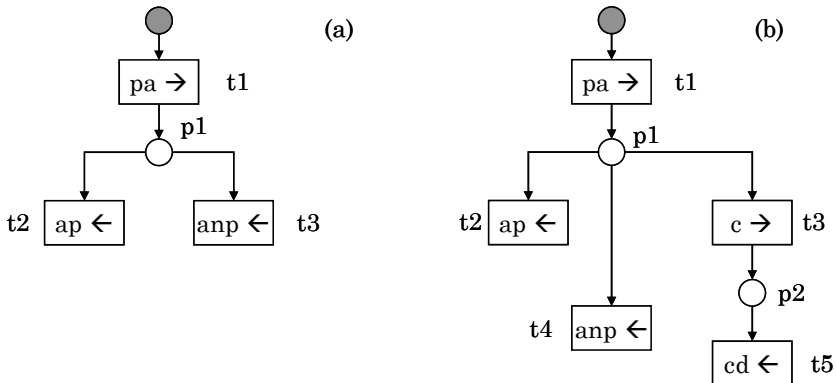 (a)
pa → t1
p1
t2 ap ← anp ← t3
(b)
pa → t1
p1
t2 ap ← c → t3
p2
t4 anp ←
cd ← t5